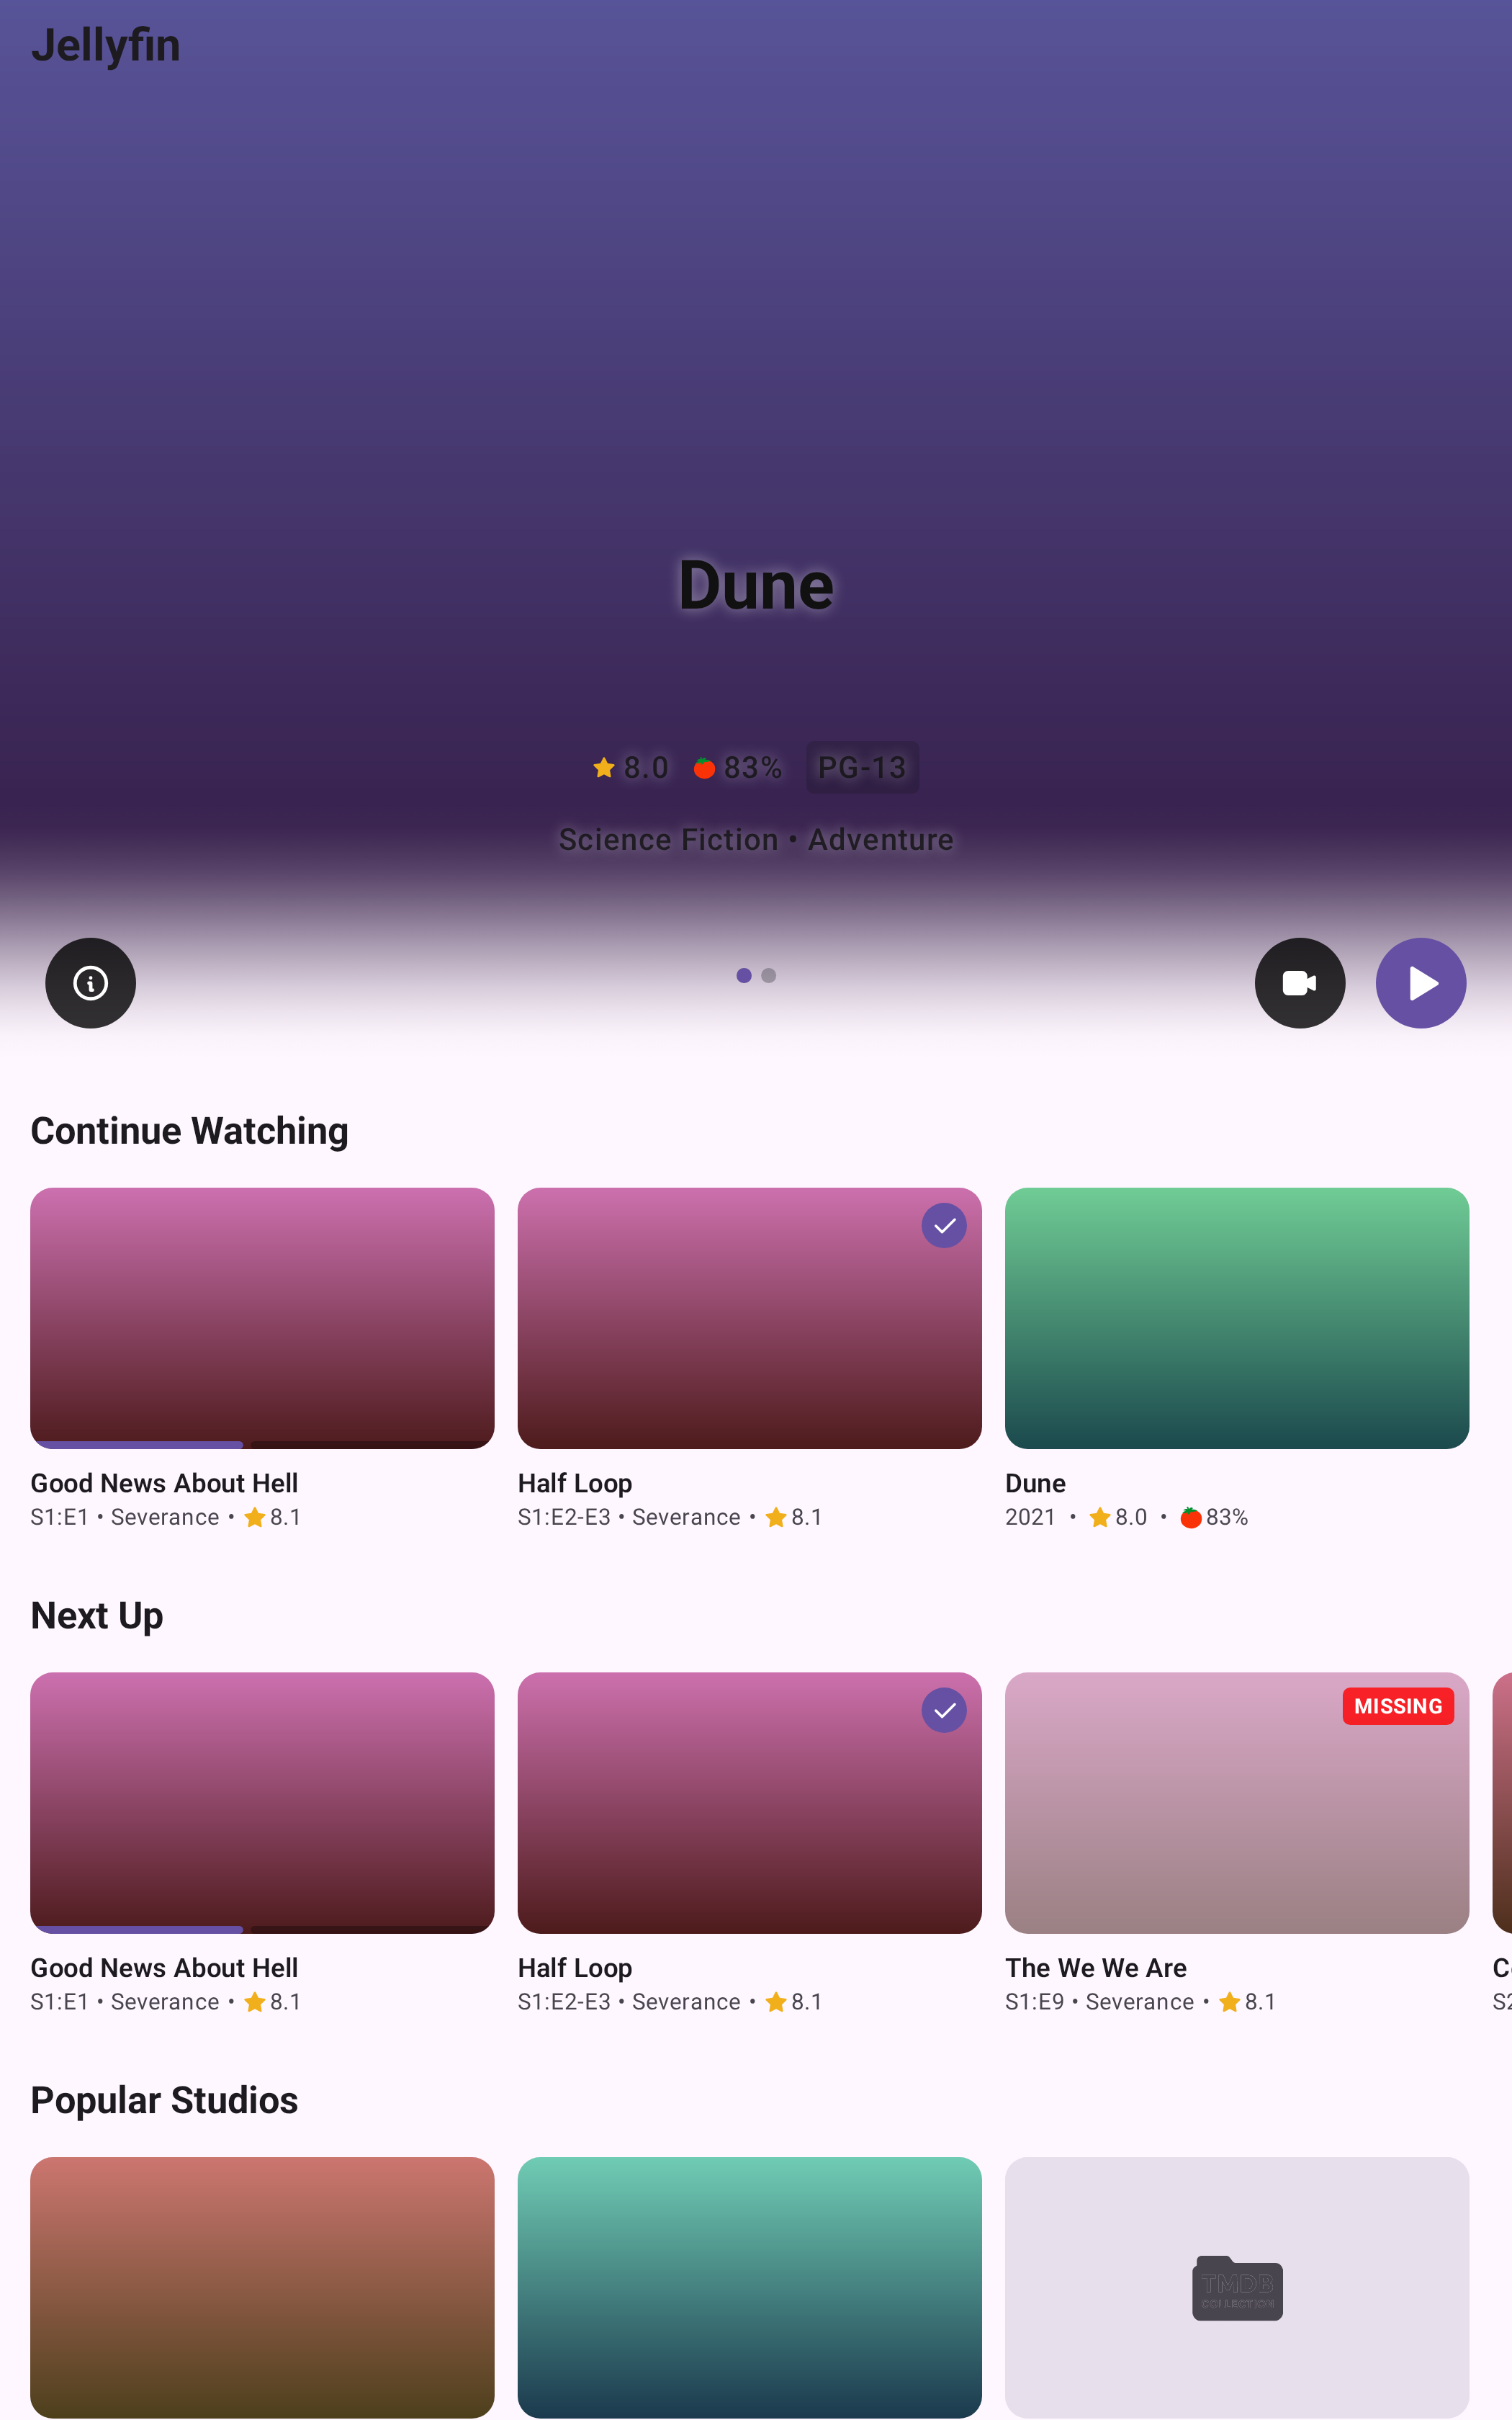 Jellyfin
Dune
8.0 83% PG-13
Science Fiction • Adventure
Continue Watching
Good News About Hell
S1:E1 • Severance • 8.1
Half Loop
S1:E2-E3 • Severance • 8.1
Dune
2021 • 8.0 • 83%
Next Up
Good News About Hell
S1:E1 • Severance • 8.1
Half Loop
S1:E2-E3 • Severance • 8.1
MISSING
The We We Are
S1:E9 • Severance • 8.1
Popular Studios
TMDB
COLLECTION